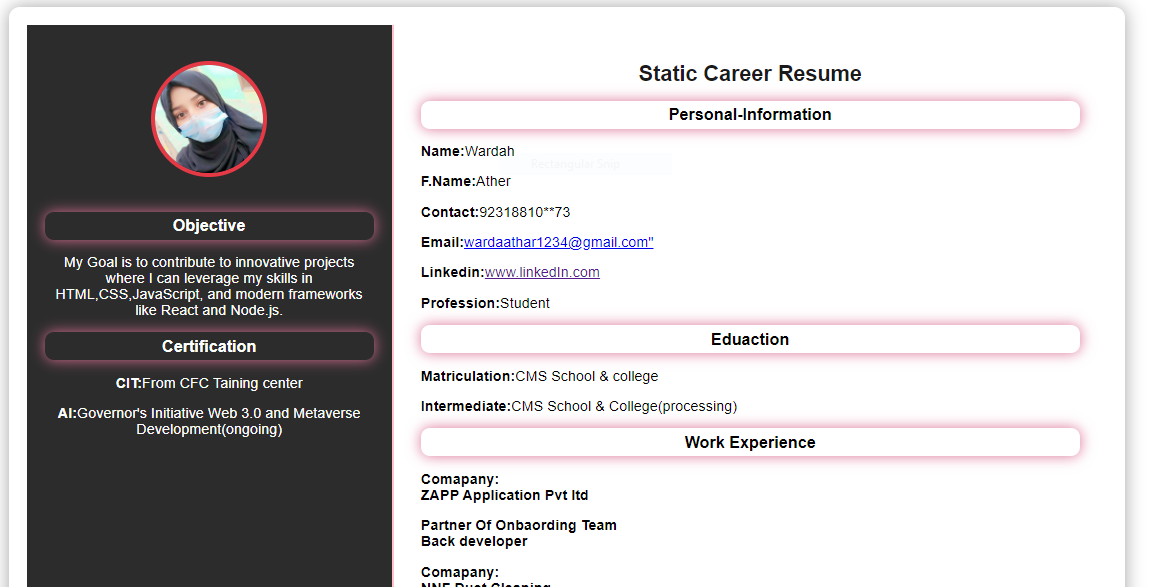 Objective
My Goal is to contribute to innovative projects
where I can leverage my skills in
HTML,CSS,JavaScript, and modern frameworks
like React and Node.js.
Certification
CIT:From CFC Taining center
AI:Governor's Initiative Web 3.0 and Metaverse
Development(ongoing)
Static Career Resume
Personal-Information
Name:Wardah
Rectangular Snip
F.Name:Ather
Contact:92318810**73
Email:wardaathar1234@gmail.com"
Linkedin:www.linkedIn.com
Profession:Student
Eduaction
Matriculation:CMS School & college
Intermediate:CMS School & College(processing)
Work Experience
Comapany:
ZAPP Application Pvt ltd
Partner Of Onbaording Team
Back developer
Comapany: